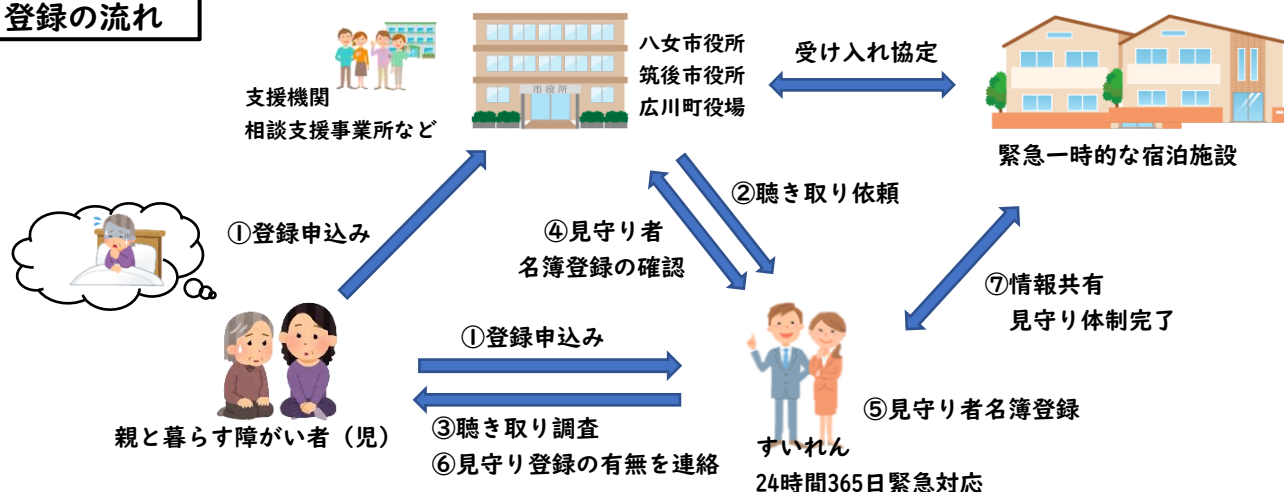 登録の流れ
支援機関
相談支援事業所など
市役所
八女市役所
筑後市役所
広川町役場
受け入れ協定
緊急一時的な宿泊施設
①登録申込み
②聴き取り依頼
④見守り者
名簿登録の確認
⑦情報共有
見守り体制完了
①登録申込み
③聴き取り調査
⑥見守り登録の有無を連絡
親と暮らす障がい者（児）
⑤見守り者名簿登録
すいれん
24時間365日緊急対応